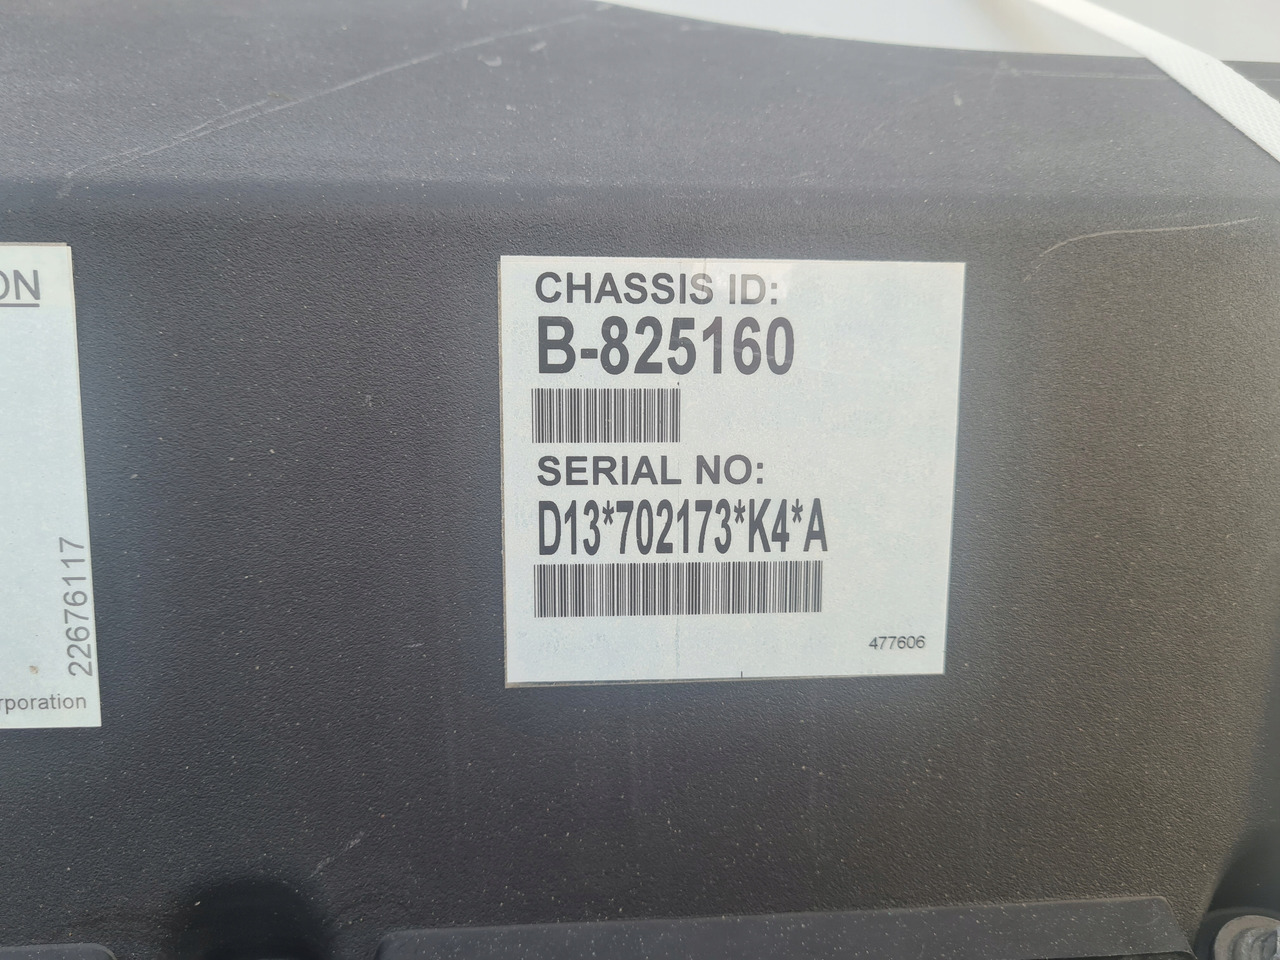 ON
22676117
rporation
CHASSIS ID:
B-825160
SERIAL NO:
D13*702173*K4*A
477606